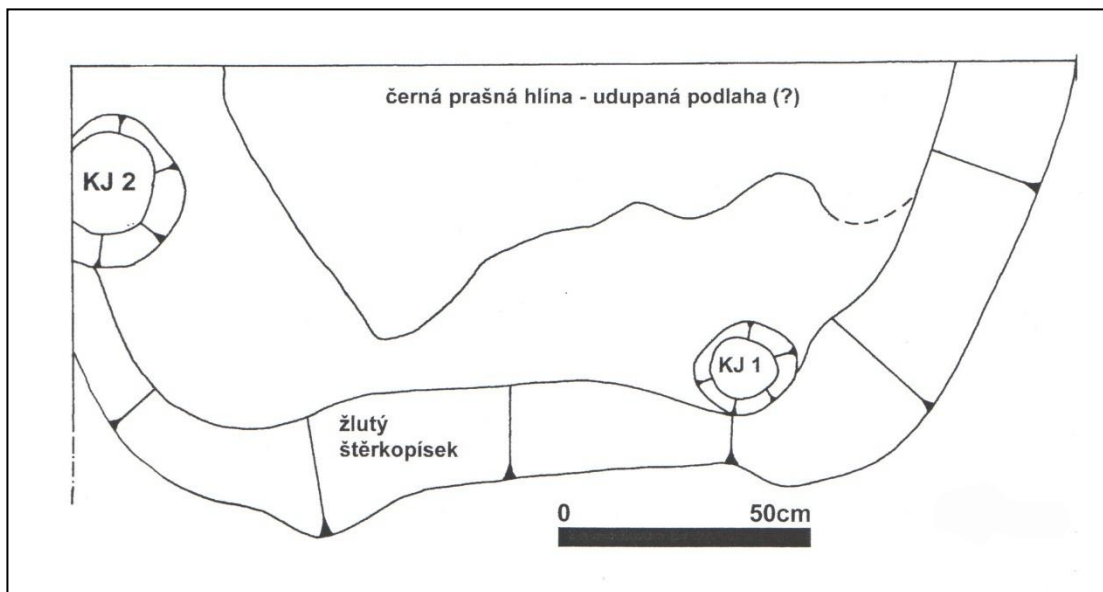 černá prašná hlína - udupaná podlaha (?)
KJ 2
KJ 1
žlutý
štěrkopísek
0 50cm